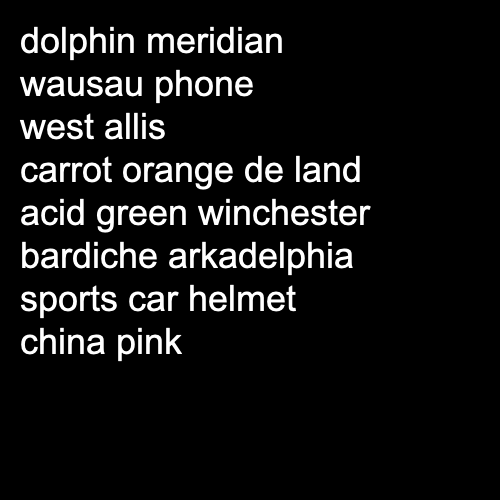 dolphin meridian
wausau phone
west allis
carrot orange de land
acid green winchester
bardiche arkadelphia
sports car helmet
china pink